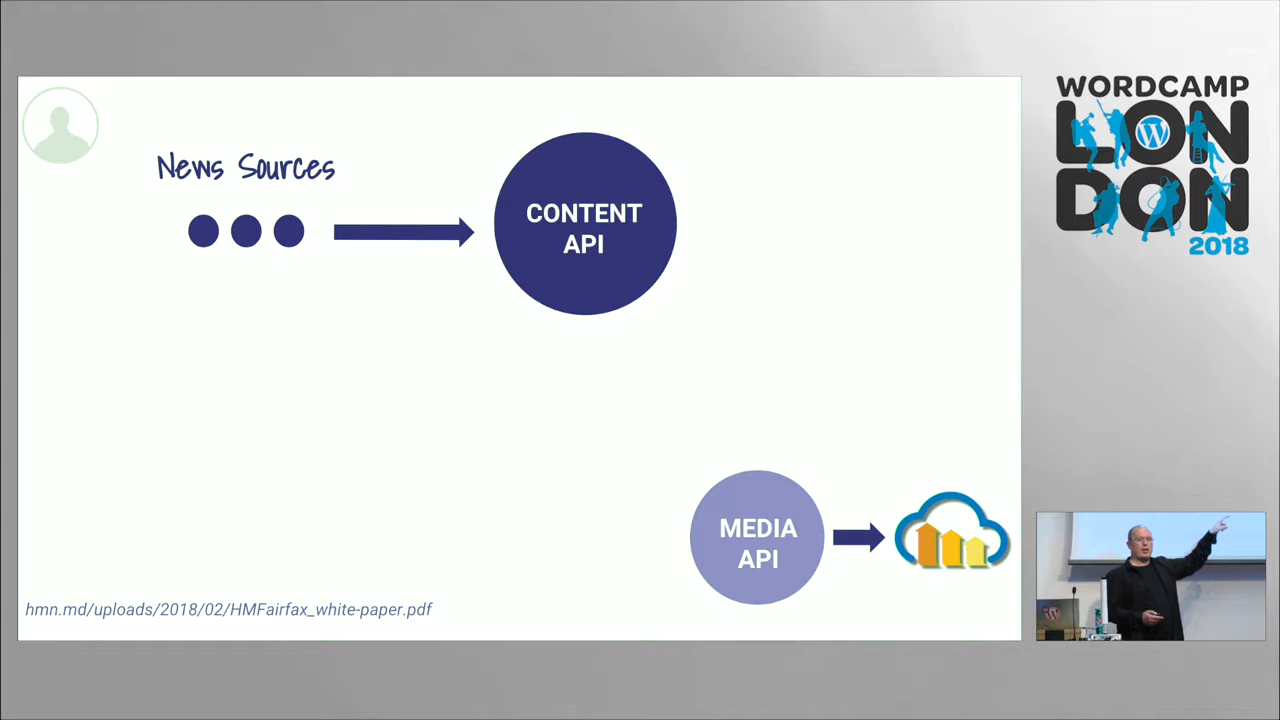 News Sources
CONTENT
API
MEDIA
API
hmn.md/uploads/2018/02/HMFairfax_white-paper.pdf
WORDCAMP
LON
DON
2018